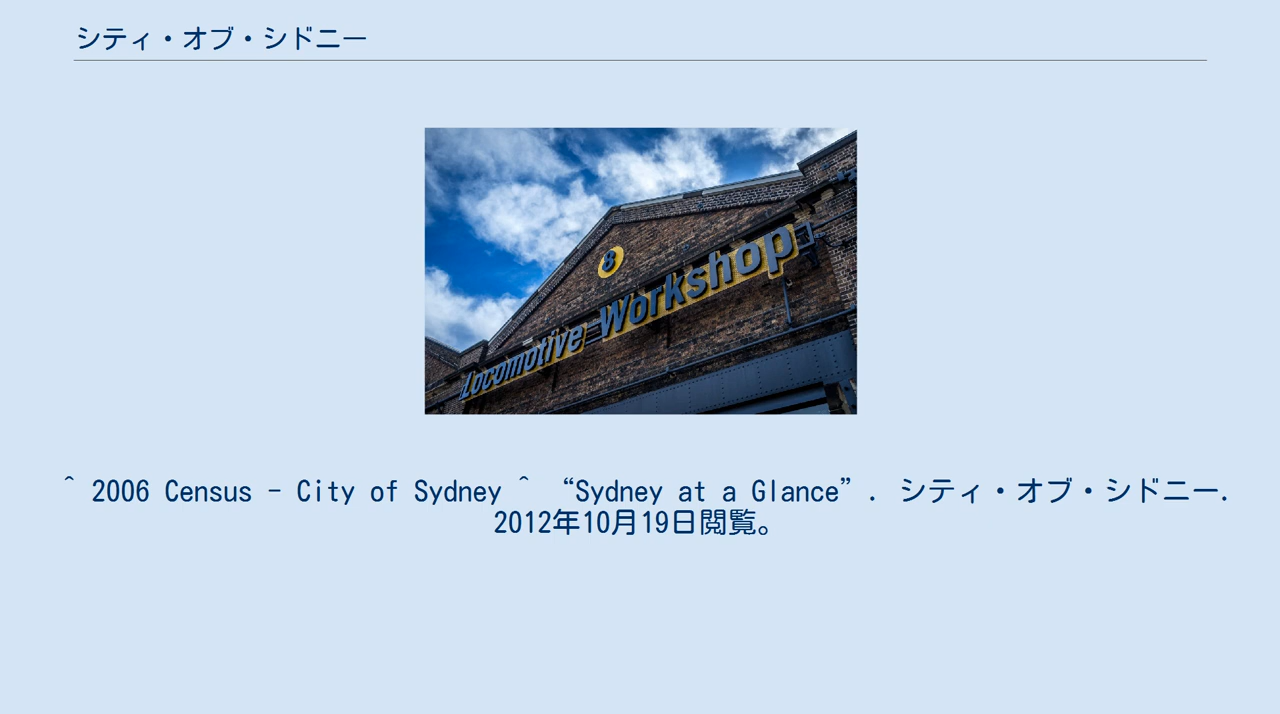 シティ・オブ・シドニー
8
Locomotive Workshop
^ 2006 Census - City of Sydney ^ “Sydney at a Glance”. シティ・オブ・シドニー.
2012年10月19日閲覧。